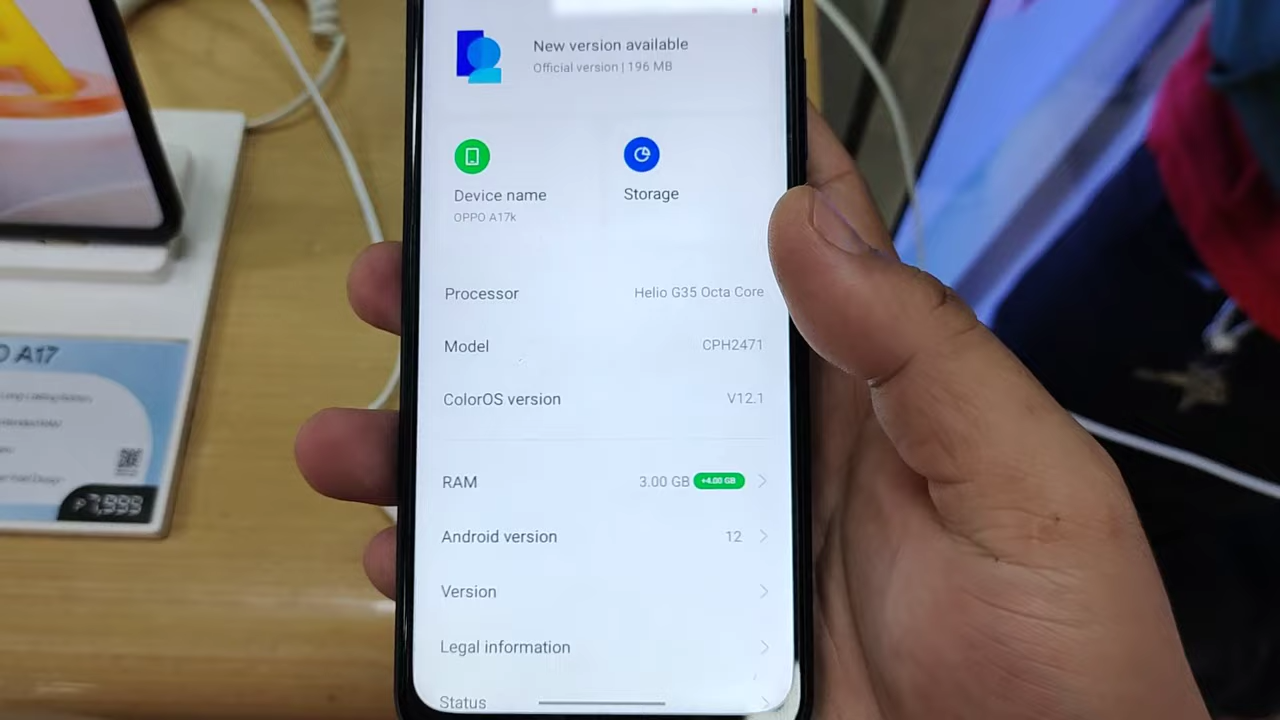 New version available
Official version | 196 MB
Device name
OPPO A17k
Storage
Processor
Helio G35 Octa Core
Model
CPH2471
ColorOS version
V12.1
RAM
3.00 GB +4.00 GB
Android version
12
Version
Legal information
Status
O A17
₱7,999